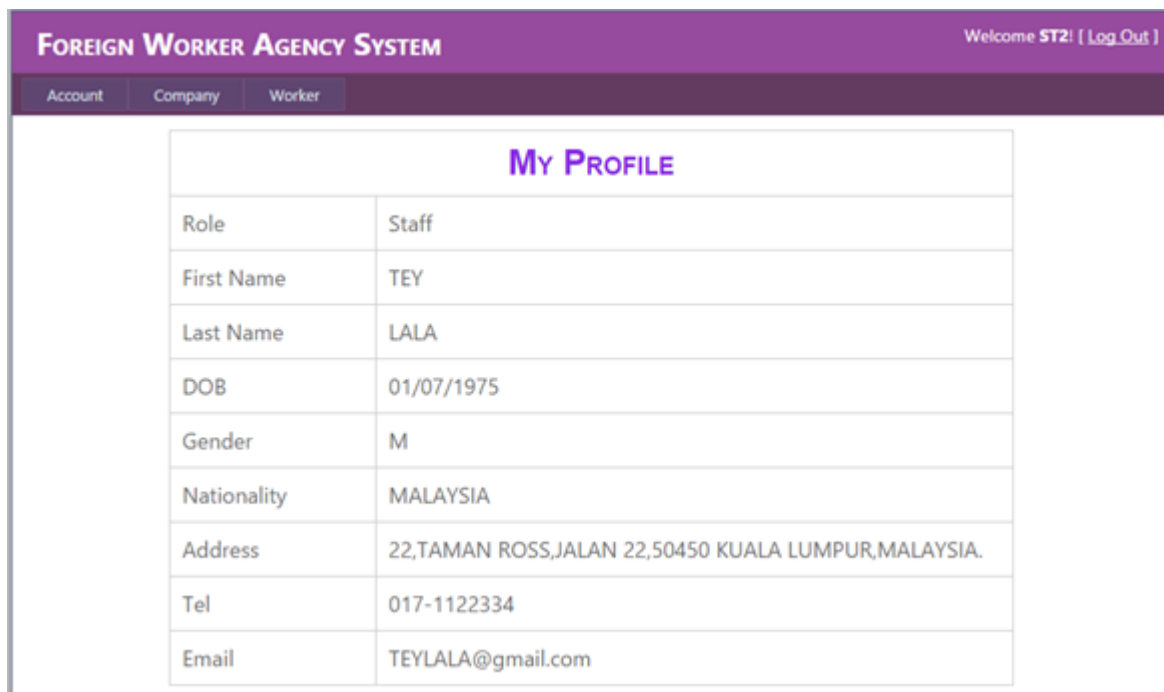 FOREIGN WORKER AGENCY SYSTEM
Welcome ST2! [ Log Out ]
Account Company Worker
MY PROFILE
Role Staff
First Name TEY
Last Name LALA
DOB 01/07/1975
Gender M
Nationality MALAYSIA
Address 22,TAMAN ROSS,JALAN 22,50450 KUALA LUMPUR,MALAYSIA.
Tel 017-1122334
Email TEYLALA@gmail.com